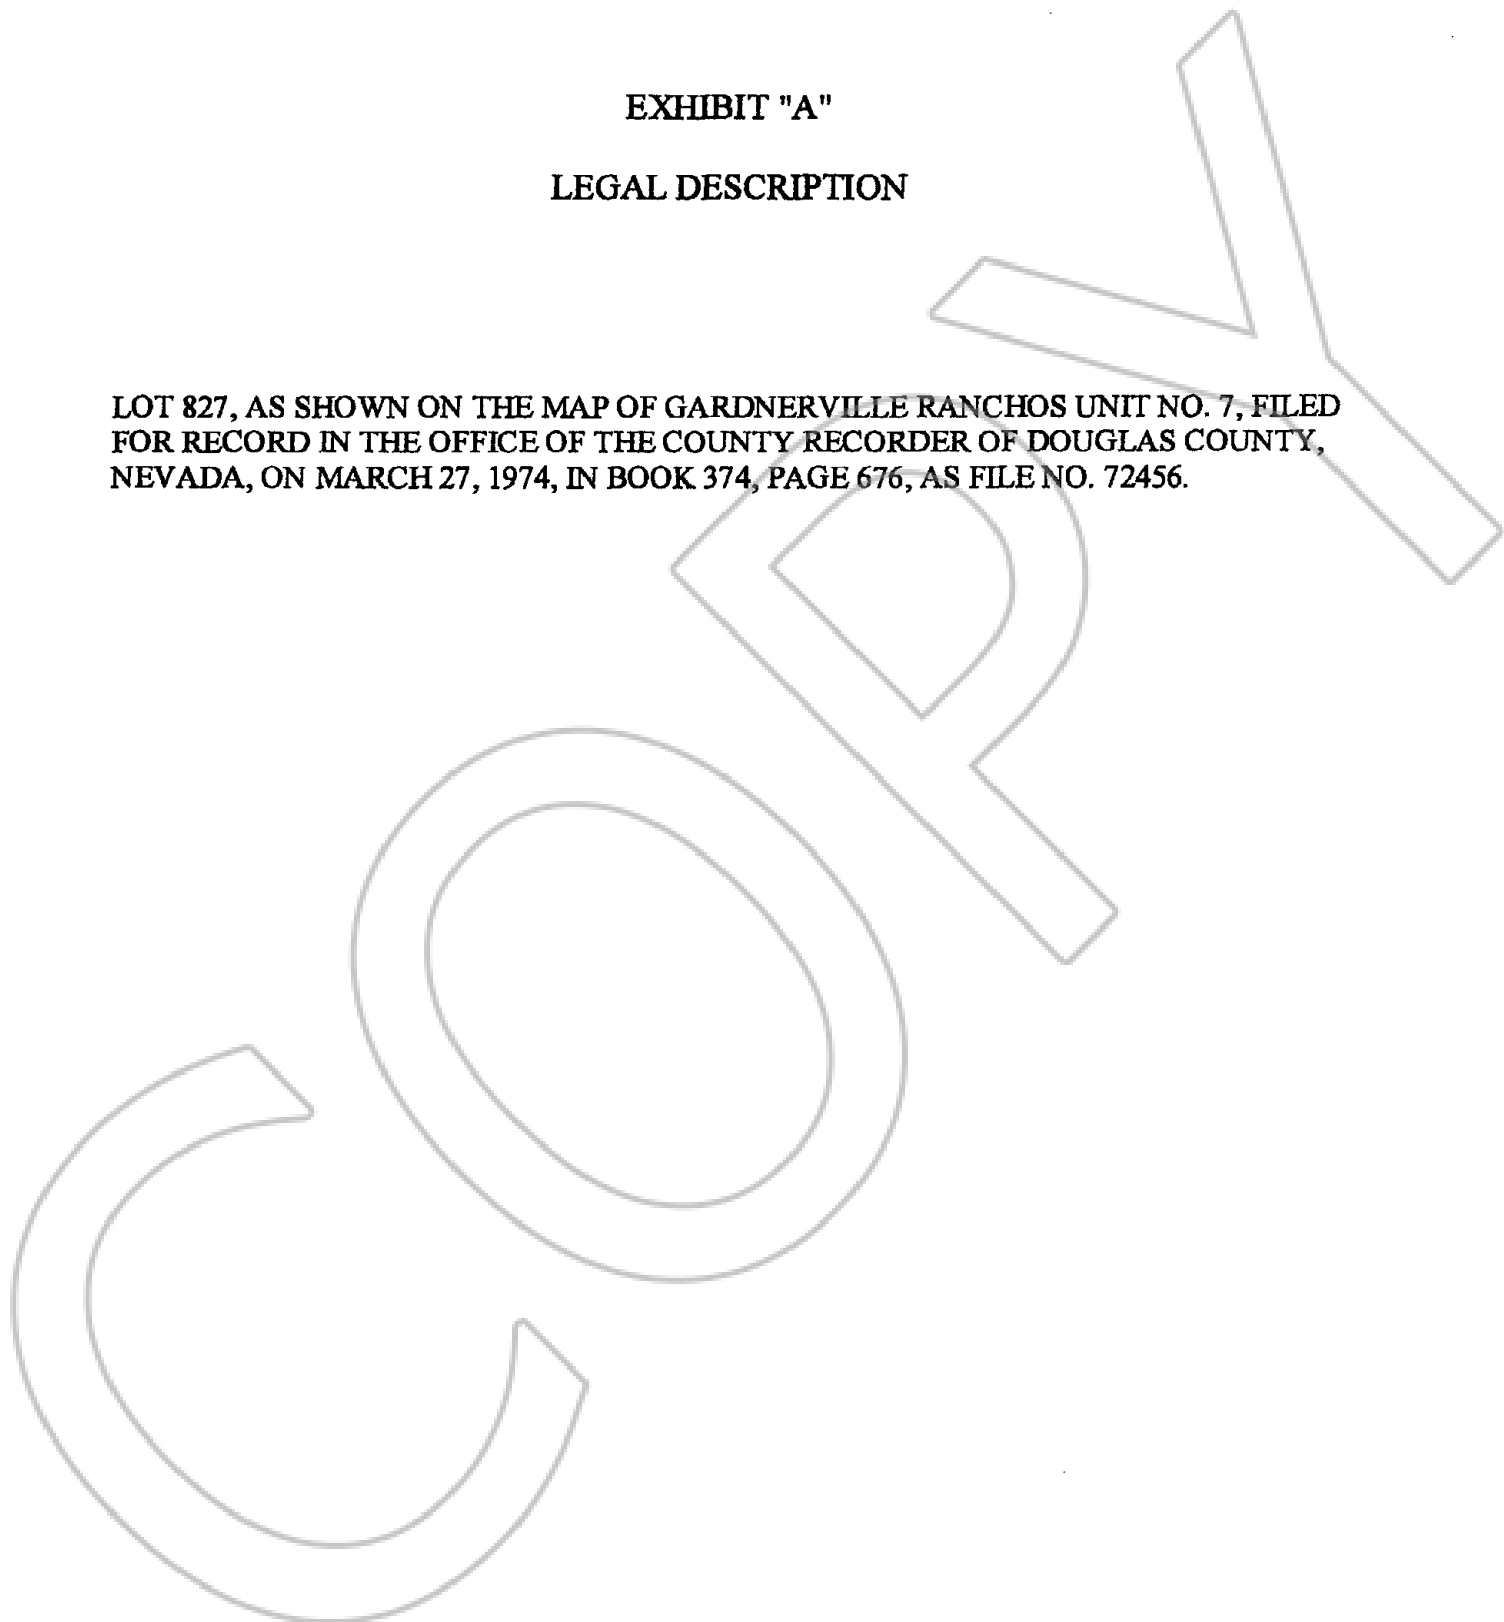 EXHIBIT "A"
LEGAL DESCRIPTION
LOT 827, AS SHOWN ON THE MAP OF GARDNERVILLE RANCHOS UNIT NO. 7, FILED
FOR RECORD IN THE OFFICE OF THE COUNTY RECORDER OF DOUGLAS COUNTY,
NEVADA, ON MARCH 27, 1974, IN BOOK 374, PAGE 676, AS FILE NO. 72456.
COPY